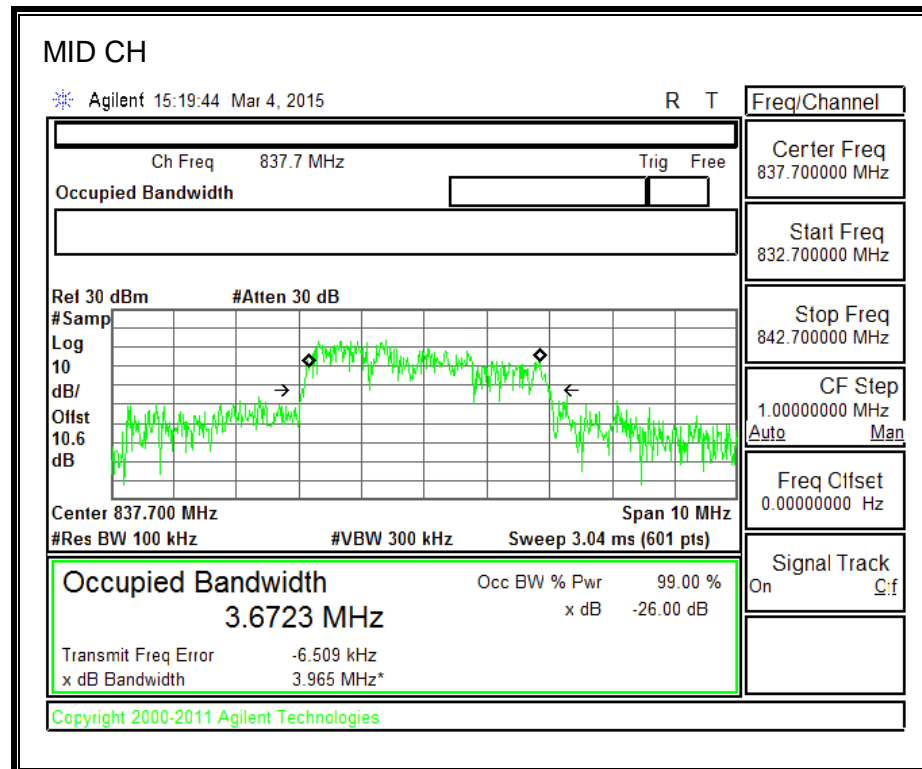 MID CH
Agilent 15:19:44 Mar 4, 2015 R T
Freq/Channel
Ch Freq 837.7 MHz Trig Free
Occupied Bandwidth
Center Freq
837.700000 MHz
Start Freq
832.700000 MHz
Stop Freq
842.700000 MHz
CF Step
1.00000000 MHz
Auto Man
Freq Offset
0.00000000 Hz
Signal Track
On Off
Ref 30 dBm #Atten 30 dB
#Samp
Log
10
dB/
Offst
10.6
dB
Center 837.700 MHz Span 10 MHz
#Res BW 100 kHz #VBW 300 kHz Sweep 3.04 ms (601 pts)
Occupied Bandwidth Occ BW % Pwr 99.00 %
3.6723 MHz x dB -26.00 dB
Transmit Freq Error -6.509 kHz
x dB Bandwidth 3.965 MHz*
Copyright 2000-2011 Agilent Technologies